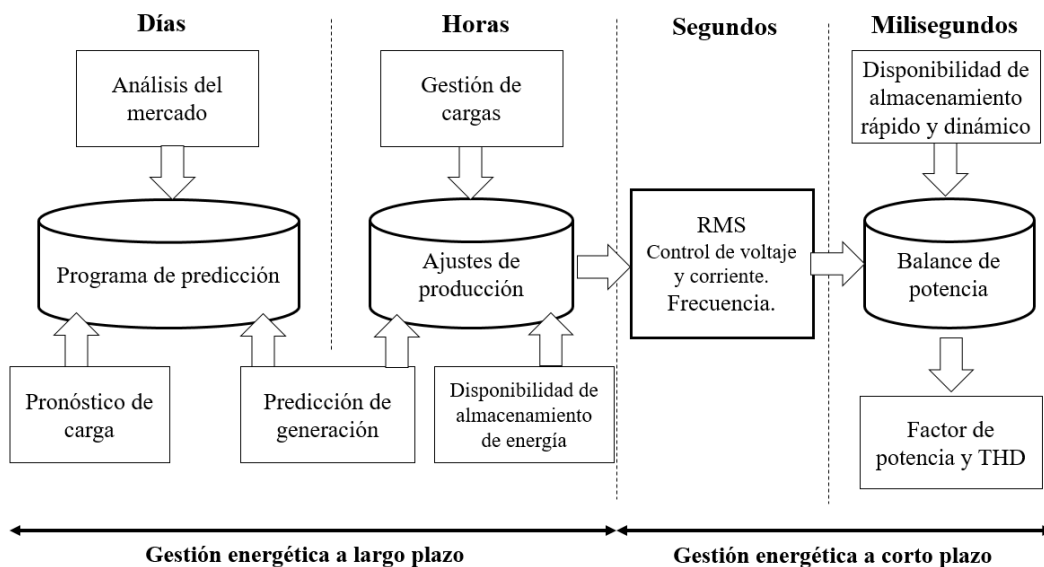 Días
Horas
Segundos
Milisegundos
Análisis del
mercado
Gestión de
cargas
Disponibilidad de
almacenamiento
rápido y dinámico
Programa de predicción
Ajustes de
producción
RMS
Control de voltaje
y corriente.
Frecuencia.
Balance de
potencia
Pronóstico de
carga
Predicción de
generación
Disponibilidad de
almacenamiento
de energía
Factor de
potencia y THD
Gestión energética a largo plazo
Gestión energética a corto plazo